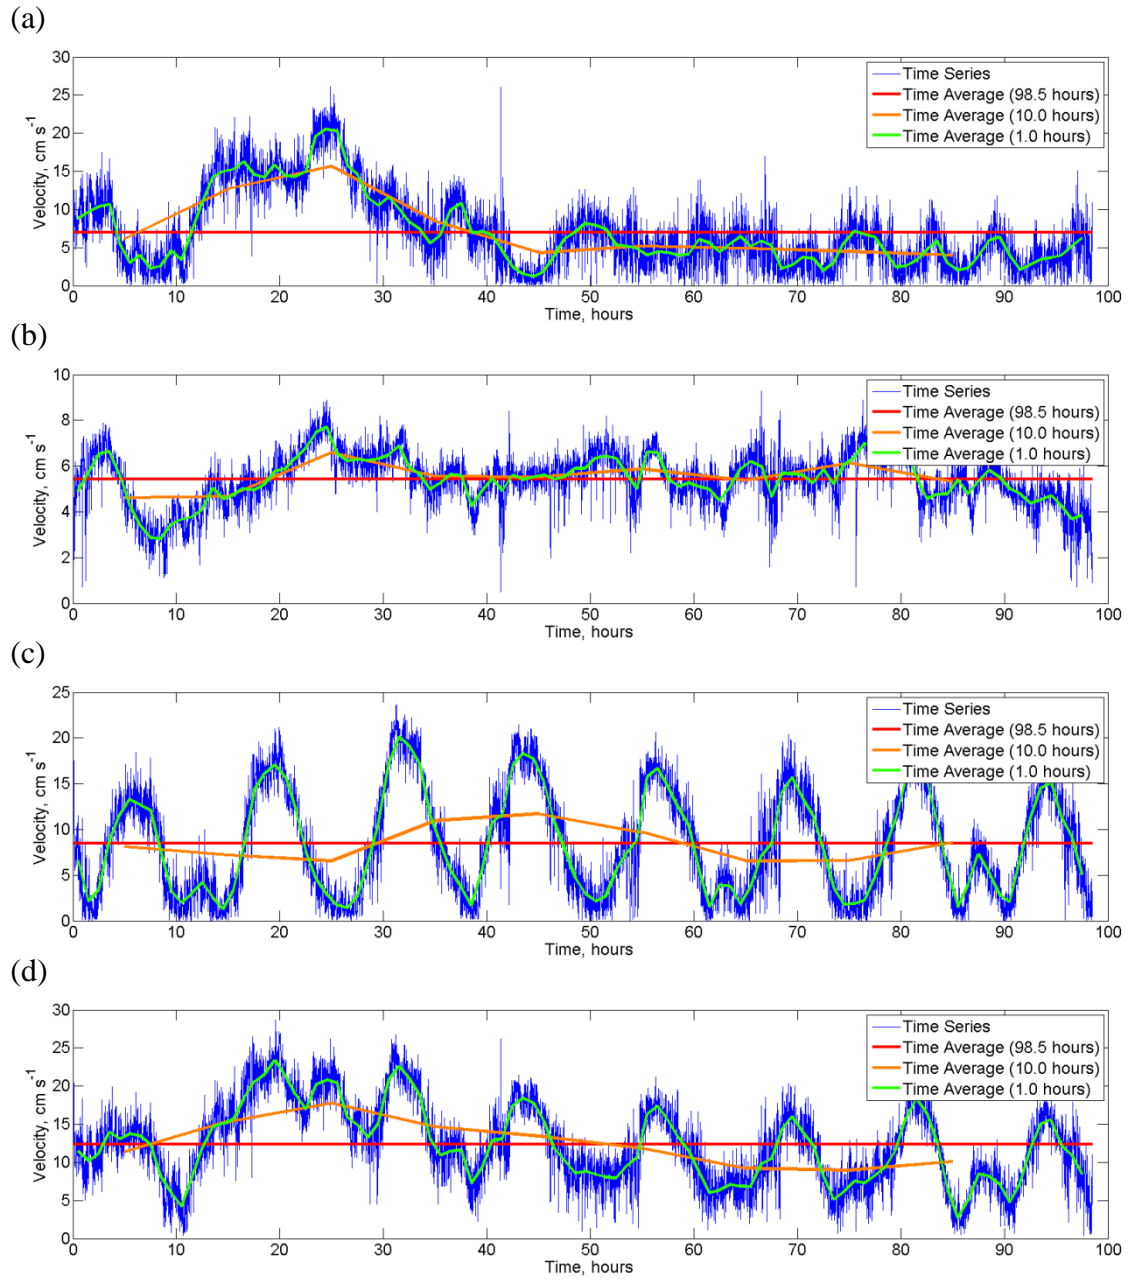 (a)
30
25
20
15
10
5
0
Velocity, cm s-1
0 10 20 30 40 50 60 70 80 90 100
Time, hours
Time Series
Time Average (98.5 hours)
Time Average (10.0 hours)
Time Average (1.0 hours)
(b)
10
8
6
4
2
0
Velocity, cm s-1
0 10 20 30 40 50 60 70 80 90 100
Time, hours
Time Series
Time Average (98.5 hours)
Time Average (10.0 hours)
Time Average (1.0 hours)
(c)
25
20
15
10
5
0
Velocity, cm s-1
0 10 20 30 40 50 60 70 80 90 100
Time, hours
Time Series
Time Average (98.5 hours)
Time Average (10.0 hours)
Time Average (1.0 hours)
(d)
30
25
20
15
10
5
0
Velocity, cm s-1
0 10 20 30 40 50 60 70 80 90 100
Time, hours
Time Series
Time Average (98.5 hours)
Time Average (10.0 hours)
Time Average (1.0 hours)